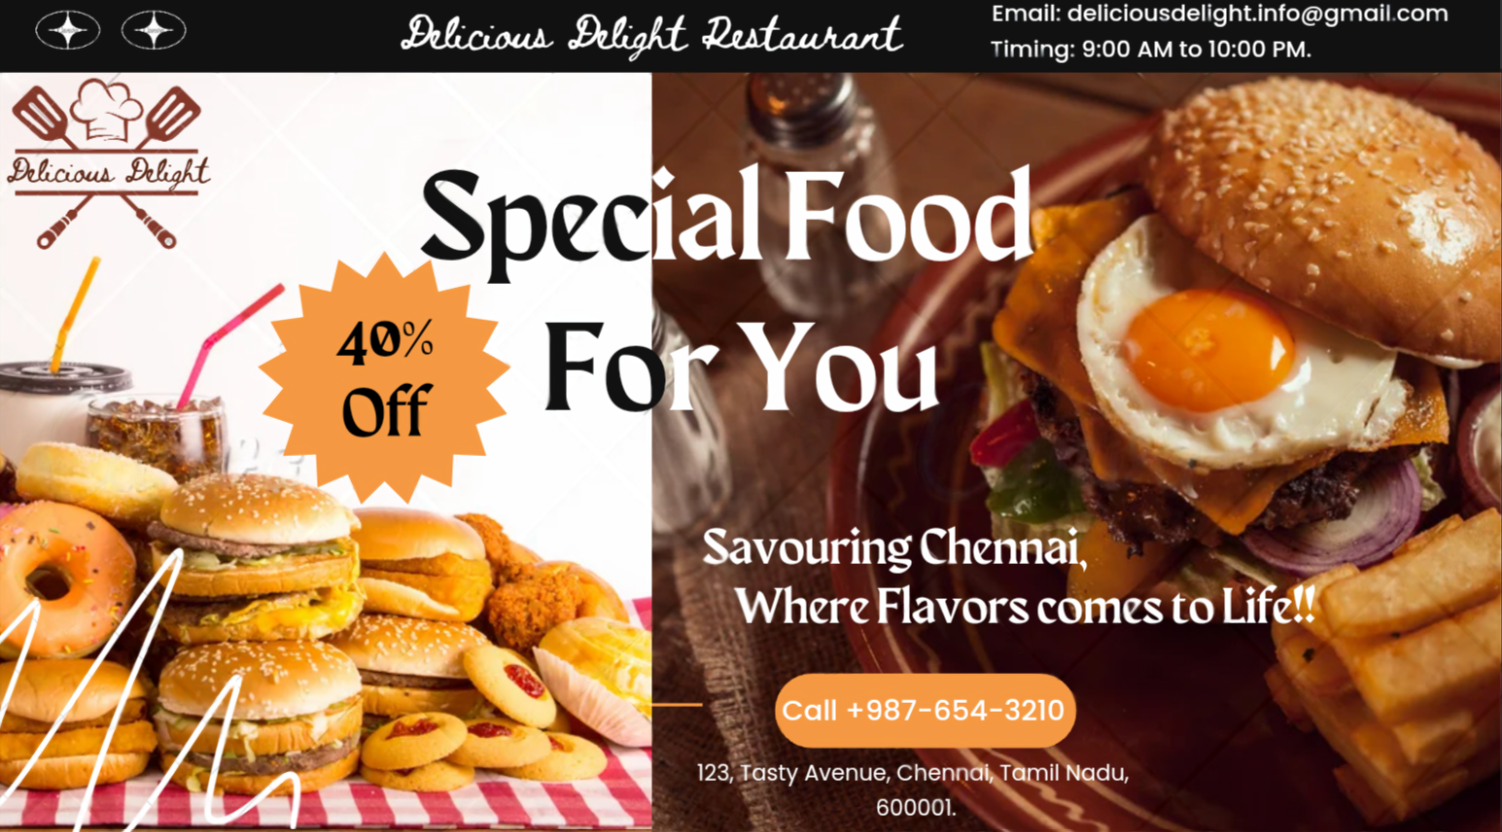 Delicious Delight Restaurant
Email: deliciousdelight.info@gmail.com
Timing: 9:00 AM to 10:00 PM.
Delicious Delight
Special Food
For You
40%
Off
Savouring Chennai,
Where Flavors comes to Life!!
Call +987-654-3210
123, Tasty Avenue, Chennai, Tamil Nadu,
600001.